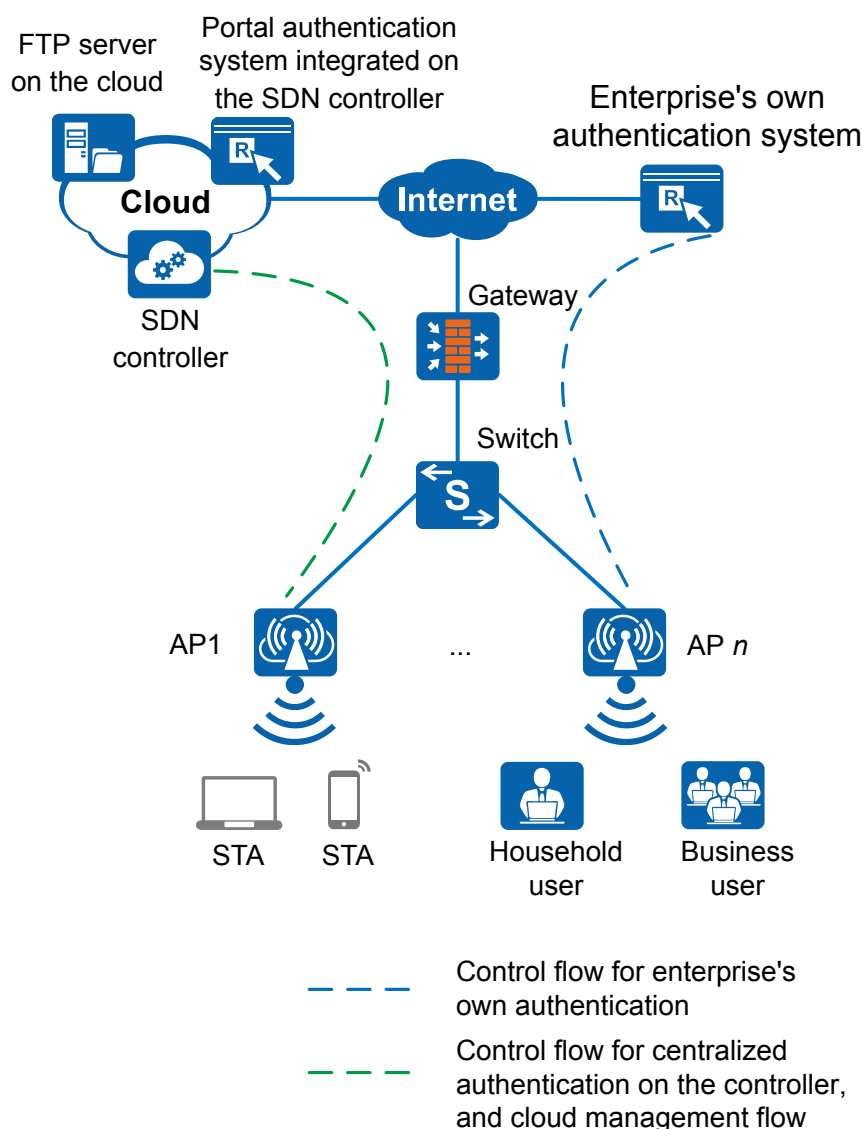 FTP server
on the cloud
Portal authentication
system integrated on
the SDN controller
Enterprise's own
authentication system
R
R
Cloud
Internet
SDN
controller
Gateway
Switch
S
AP1
...
AP n
STA
STA
Household
user
Business
user
Control flow for enterprise's
own authentication
Control flow for centralized
authentication on the controller,
and cloud management flow